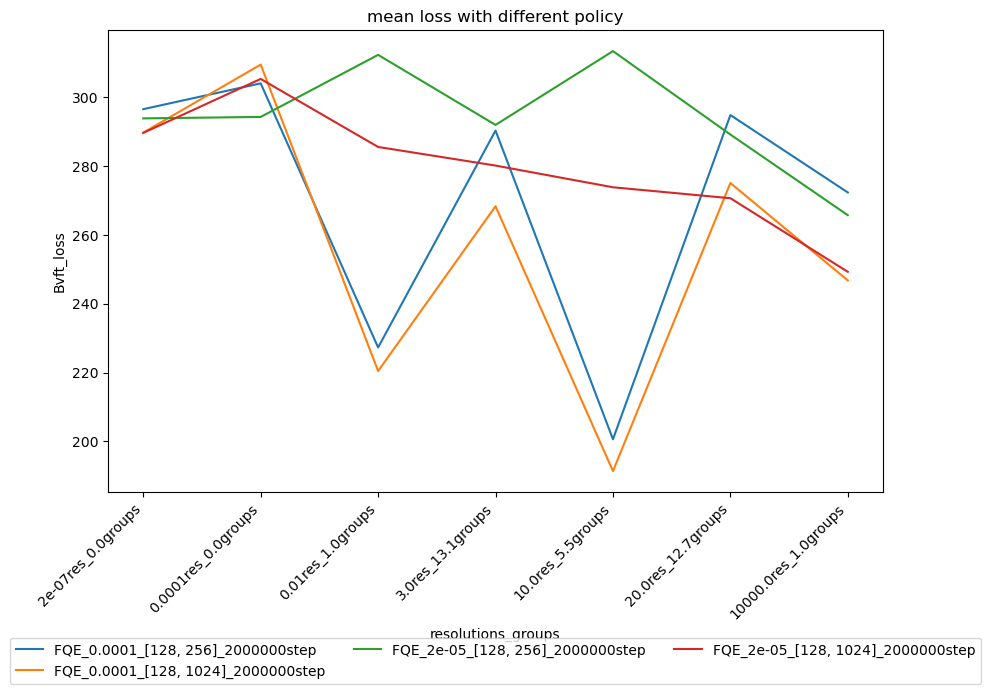 mean loss with different policy
Bvft_loss
300
280
260
240
220
200
2e-07res_0.0groups
0.0001res_0.0groups
0.01res_1.0groups
3.0res_13.1groups
10.0res_5.5groups
20.0res_12.7groups
10000.0res_1.0groups
resolutions_groups
FQE_0.0001_[128, 256]_2000000step
FQE_0.0001_[128, 1024]_2000000step
FQE_2e-05_[128, 256]_2000000step
FQE_2e-05_[128, 1024]_2000000step